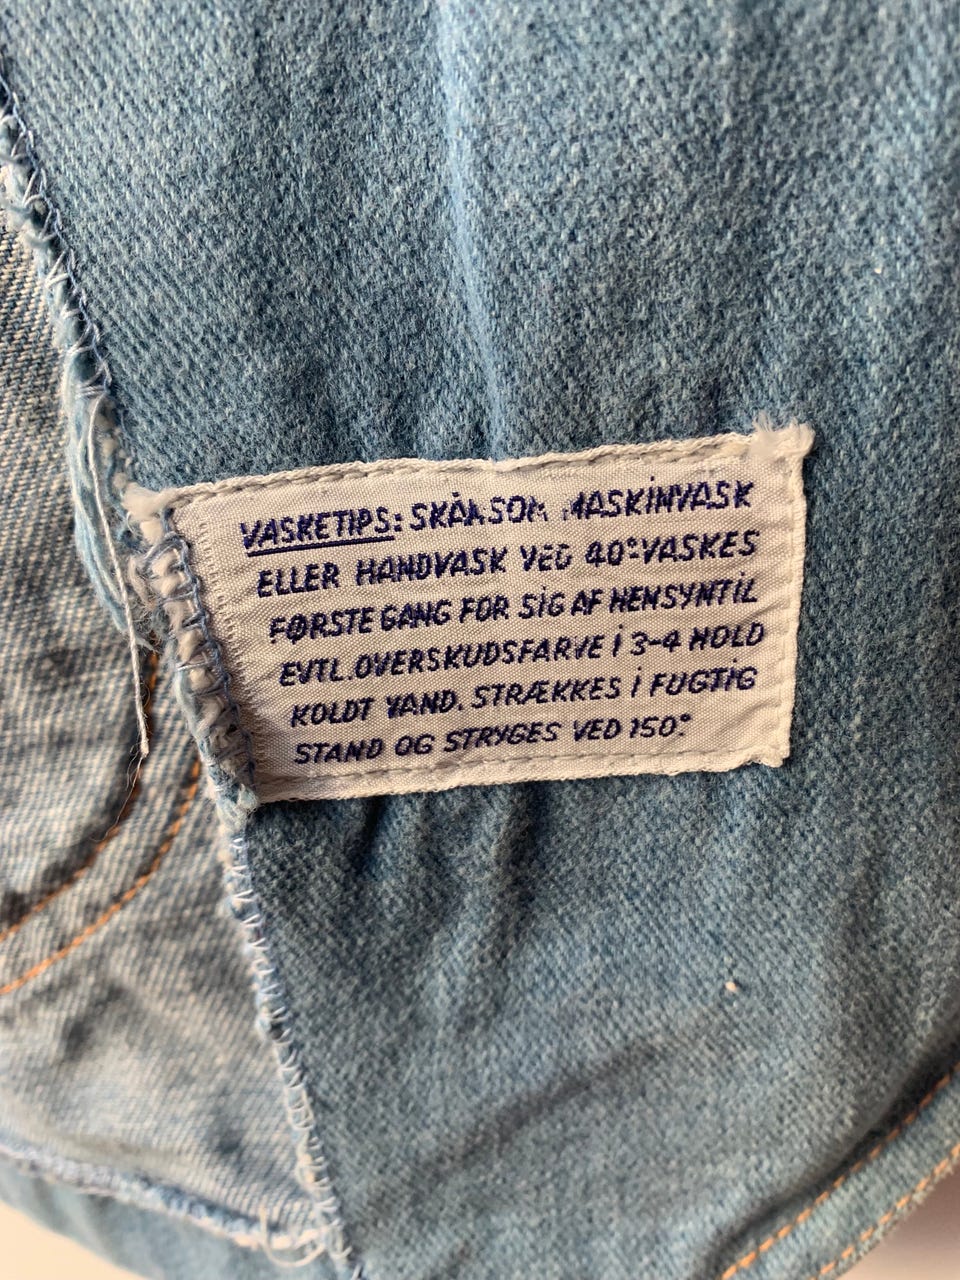 VASKETIPS: SKÅNSOM MASKINVASK
ELLER HANDVASK VED 40° VASKES
FØRSTE GANG FOR SIG AF HENSYN TIL
EVTL. OVERSKUDSFARVE I 3-4 HOLD
KOLDT VAND. STRÆKKES I FUGTIG
STAND OG STRYGES VED 150°